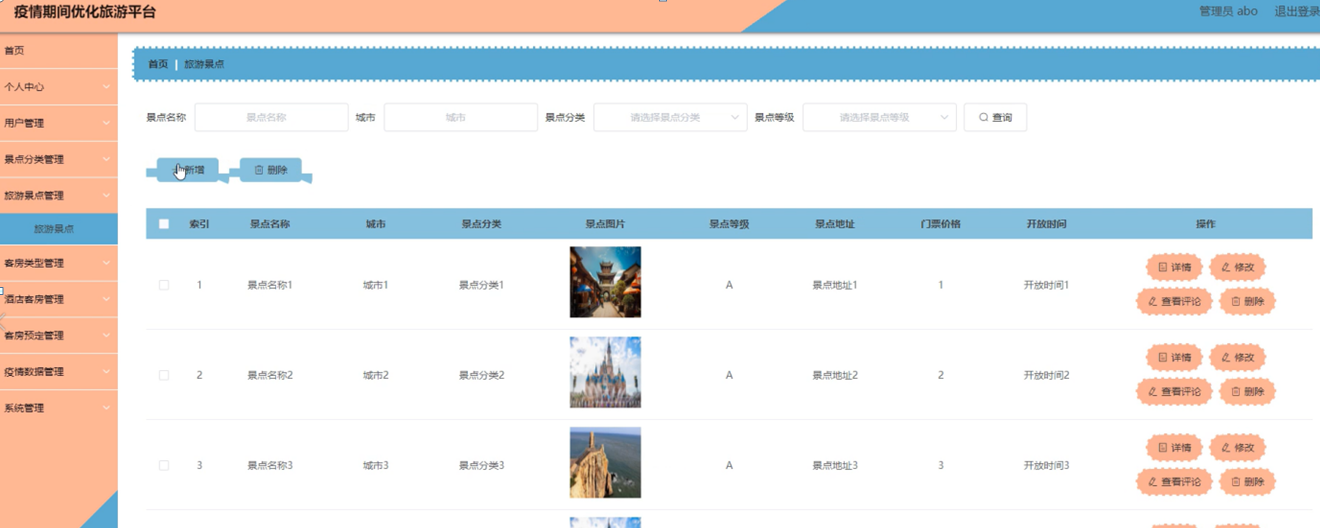 疫情期间优化旅游平台
管理员 abo 退出登录
首页
个人中心
用户管理
景点分类管理
旅游景点管理
旅游景点
客房类型管理
酒店客房管理
客房预定管理
疫情数据管理
系统管理
首页 | 旅游景点
景点名称 景点名称 城市 城市 景点分类 请选择景点分类 景点等级 请选择景点等级 查询
新增 删除
索引 景点名称 城市 景点分类 景点图片 景点等级 景点地址 门票价格 开放时间 操作
1 景点名称1 城市1 景点分类1 A 景点地址1 1 开放时间1
详情 修改
查看评论 删除
2 景点名称2 城市2 景点分类2 A 景点地址2 2 开放时间2
详情 修改
查看评论 删除
3 景点名称3 城市3 景点分类3 A 景点地址3 3 开放时间3
详情 修改
查看评论 删除